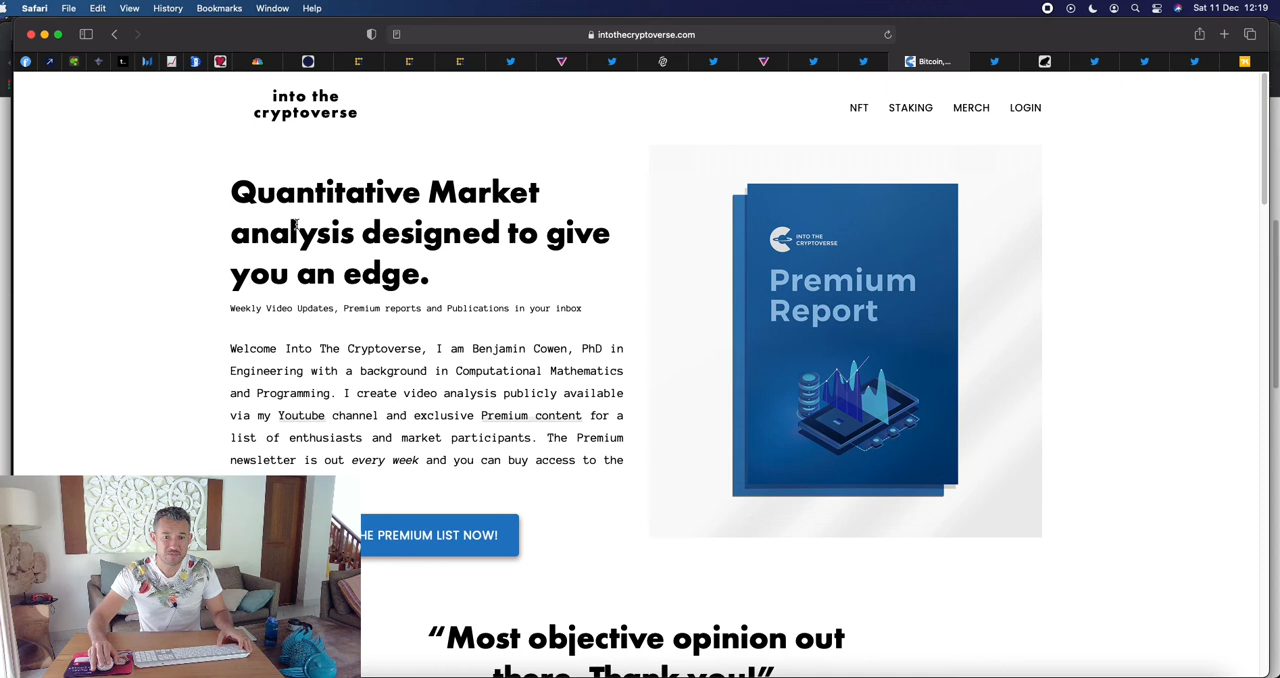 Safari File Edit View History Bookmarks Window Help Sat 11 Dec 12:19
intothecryptoverse.com
Bitcoin,...
into the
cryptoverse
NFT STAKING MERCH LOGIN
Quantitative Market
analysis designed to give
you an edge.
Weekly Video Updates, Premium reports and Publications in your inbox
Welcome Into The Cryptoverse, I am Benjamin Cowen, PhD in
Engineering with a background in Computational Mathematics
and Programming. I create video analysis publicly available
via my Youtube channel and exclusive Premium content for a
list of enthusiasts and market participants. The Premium
newsletter is out every week and you can buy access to the
INTO THE
CRYPTOVERSE
Premium
Report
HE PREMIUM LIST NOW!
“Most objective opinion out
there. Thank you!”